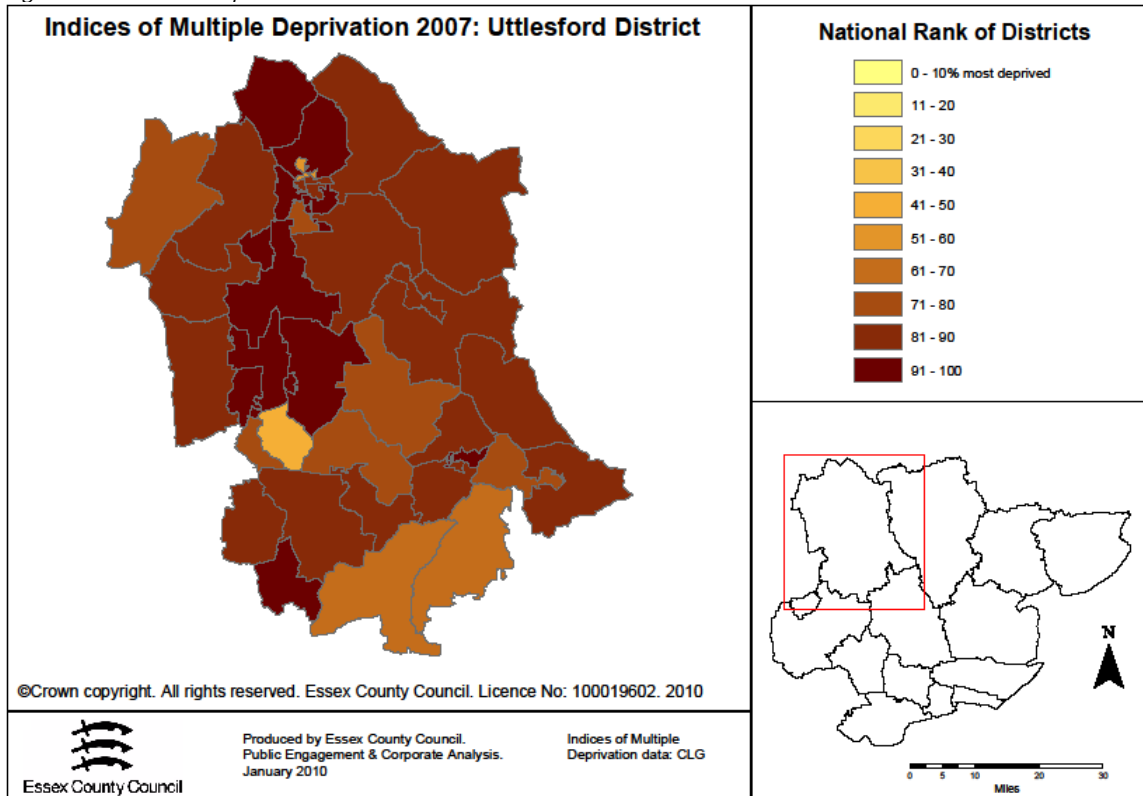 Indices of Multiple Deprivation 2007: Uttlesford District
©Crown copyright. All rights reserved. Essex County Council. Licence No: 100019602. 2010
Essex County Council
Produced by Essex County Council.
Public Engagement & Corporate Analysis.
January 2010
Indices of Multiple
Deprivation data: CLG
National Rank of Districts
0 - 10% most deprived
11 - 20
21 - 30
31 - 40
41 - 50
51 - 60
61 - 70
71 - 80
81 - 90
91 - 100
N
0 5 10 20 30
Miles